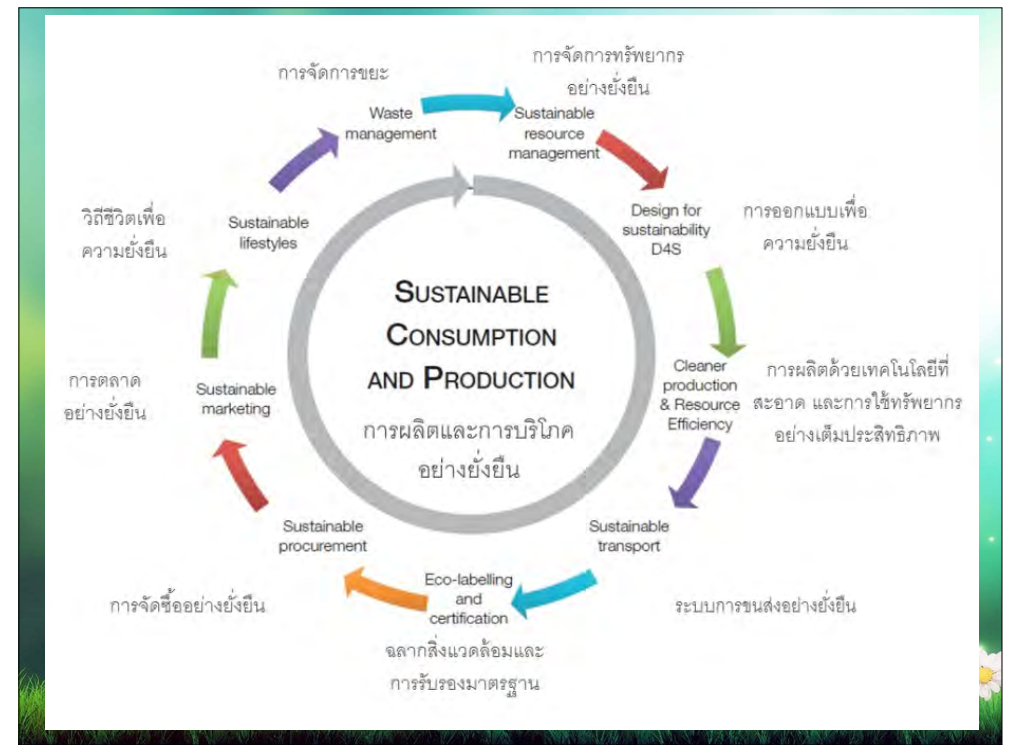 การจัดการขยะ
Waste
management
การจัดการทรัพยากร
อย่างยั่งยืน
Sustainable
resource
management
Design for
sustainability
D4S
การออกแบบเพื่อ
ความยั่งยืน
Cleaner
production
& Resource
Efficiency
การผลิตด้วยเทคโนโลยีที่
สะอาด และการใช้ทรัพยากร
อย่างเต็มประสิทธิภาพ
Sustainable
transport
ระบบการขนส่งอย่างยั่งยืน
Eco-labelling
and
certification
ฉลากสิ่งแวดล้อมและ
การรับรองมาตรฐาน
Sustainable
procurement
การจัดซื้ออย่างยั่งยืน
Sustainable
marketing
การตลาด
อย่างยั่งยืน
Sustainable
lifestyles
วิถีชีวิตเพื่อ
ความยั่งยืน
SUSTAINABLE
CONSUMPTION
AND PRODUCTION
การผลิตและการบริโภค
อย่างยั่งยืน